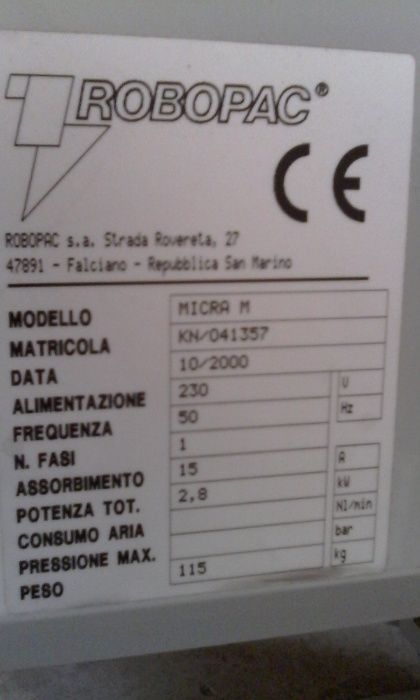 ROBOPAC®
CE
ROBOPAC s.a. Strada Rovereta, 27
47891 - Falciano - Repubblica San Marino
MODELLO MICRA M
MATRICOLA KN/041357
DATA 10/2000
ALIMENTAZIONE 230 V
FREQUENZA 50 Hz
N. FASI 1
ASSORBIMENTO 15 A
POTENZA TOT. 2,8 kW
CONSUMO ARIA Nl/min
PRESSIONE MAX. bar
PESO 115 kg